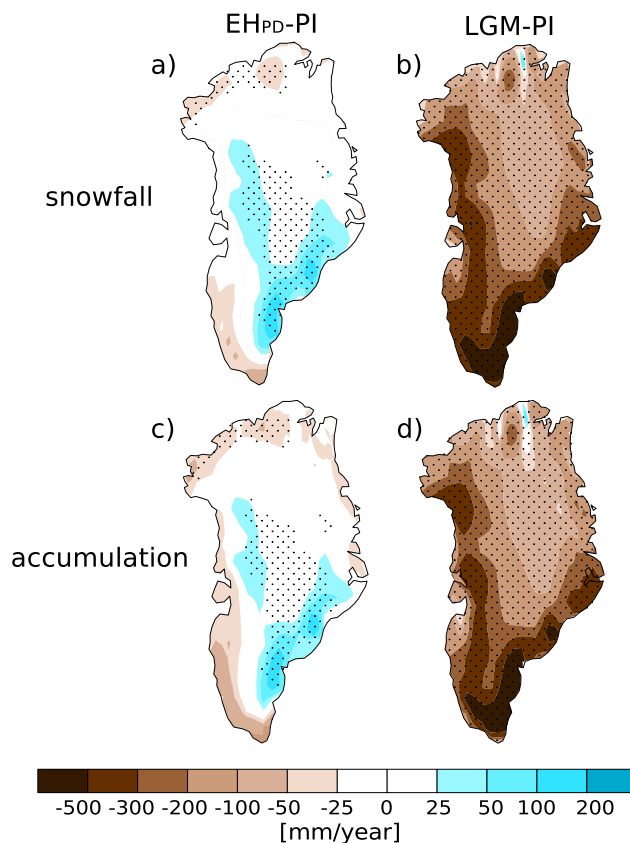 EHPD-PI LGM-PI
a) b)
snowfall
c) d)
accumulation
-500 -300 -200 -100 -50 -25 0 25 50 100 200
[mm/year]